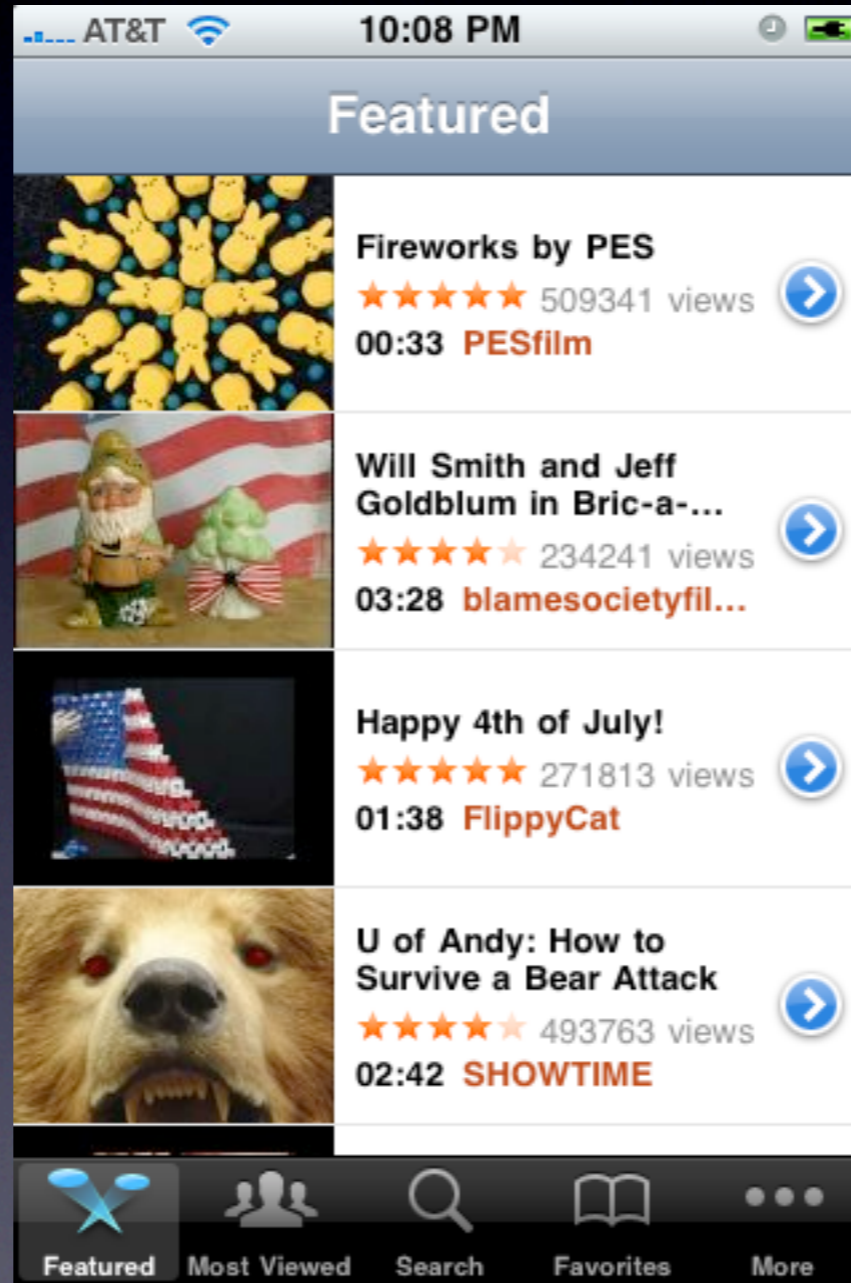 AT&T 10:08 PM
Featured
Fireworks by PES
509341 views
00:33 PESfilm
Will Smith and Jeff
Goldblum in Bric-a-...
234241 views
03:28 blamesocietyfil...
Happy 4th of July!
271813 views
01:38 FlippyCat
U of Andy: How to
Survive a Bear Attack
493763 views
02:42 SHOWTIME
Featured Most Viewed Search Favorites More